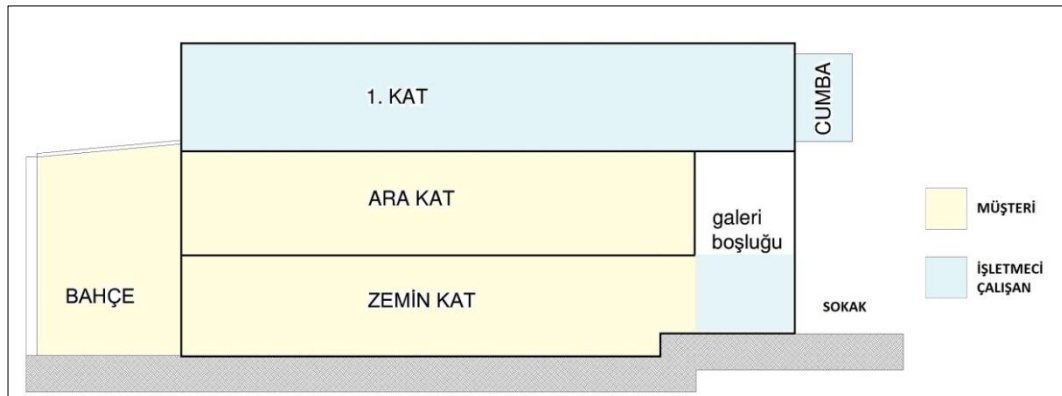 1. KAT
CUMBA
ARA KAT
galeri
boşluğu
BAHÇE
ZEMİN KAT
SOKAK
MÜŞTERİ
İŞLETMECİ
ÇALIŞAN